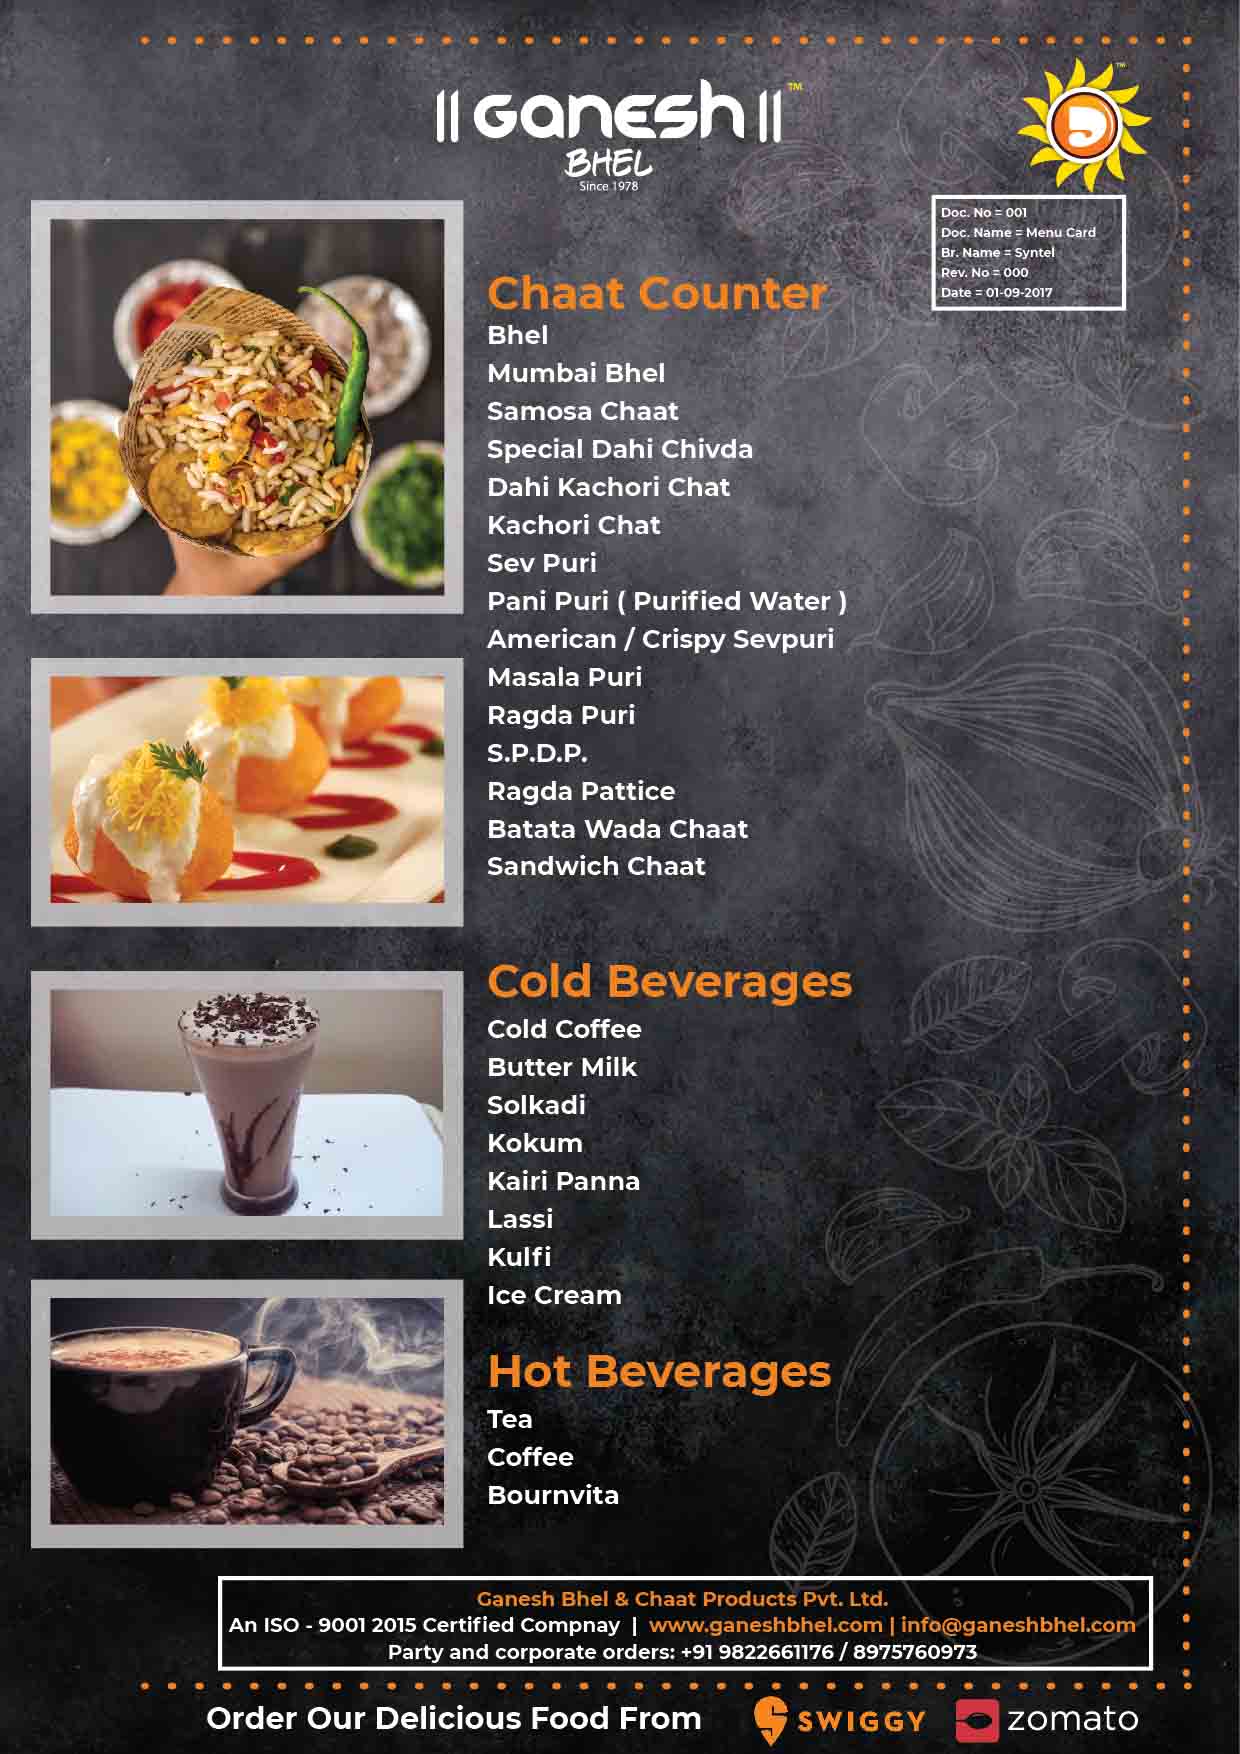 || GANESH || ™
BHEL
Since 1978
™
Doc. No = 001
Doc. Name = Menu Card
Br. Name = Syntel
Rev. No = 000
Date = 01-09-2017
Chaat Counter
Bhel
Mumbai Bhel
Samosa Chaat
Special Dahi Chivda
Dahi Kachori Chat
Kachori Chat
Sev Puri
Pani Puri ( Purified Water )
American / Crispy Sevpuri
Masala Puri
Ragda Puri
S.P.D.P.
Ragda Pattice
Batata Wada Chaat
Sandwich Chaat
Cold Beverages
Cold Coffee
Butter Milk
Solkadi
Kokum
Kairi Panna
Lassi
Kulfi
Ice Cream
Hot Beverages
Tea
Coffee
Bournvita
Ganesh Bhel & Chaat Products Pvt. Ltd.
An ISO - 9001 2015 Certified Compnay | www.ganeshbhel.com | info@ganeshbhel.com
Party and corporate orders: +91 9822661176 / 8975760973
Order Our Delicious Food From SWIGGY zomato